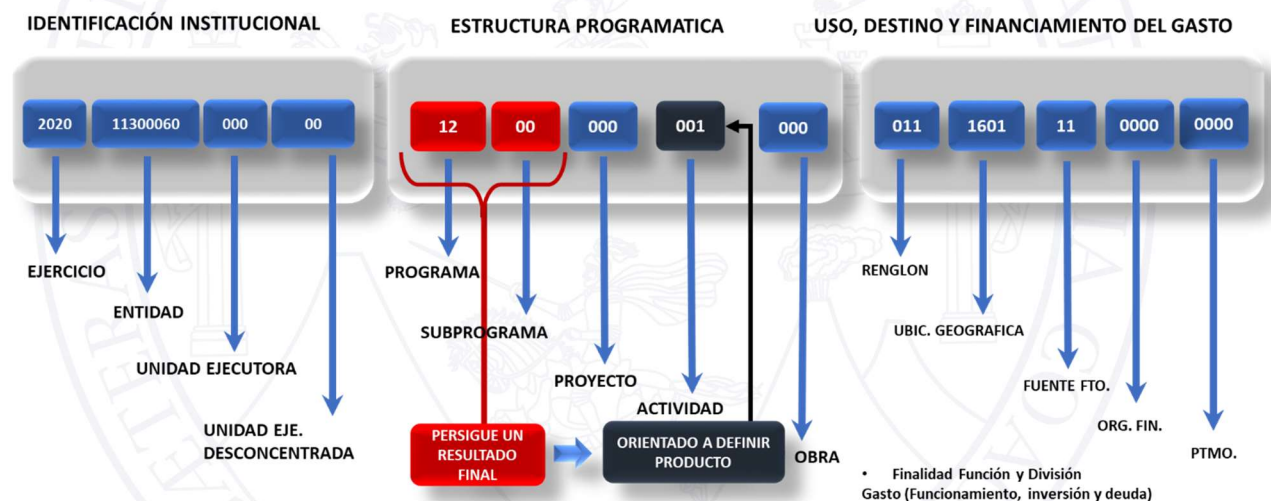 IDENTIFICACIÓN INSTITUCIONAL
ESTRUCTURA PROGRAMATICA
USO, DESTINO Y FINANCIAMIENTO DEL GASTO
2020 11300060 000 00
12 00 000 001 000
011 1601 11 0000 0000
EJERCICIO
ENTIDAD
UNIDAD EJECUTORA
UNIDAD EJE.
DESCONCENTRADA
PROGRAMA
SUBPROGRAMA
PROYECTO
ACTIVIDAD
OBRA
PERSIGUE UN
RESULTADO
FINAL
ORIENTADO A DEFINIR
PRODUCTO
RENGLON
UBIC. GEOGRAFICA
FUENTE FTO.
ORG. FIN.
PTMO.
• Finalidad Función y División
Gasto (Funcionamiento, inversión y deuda)